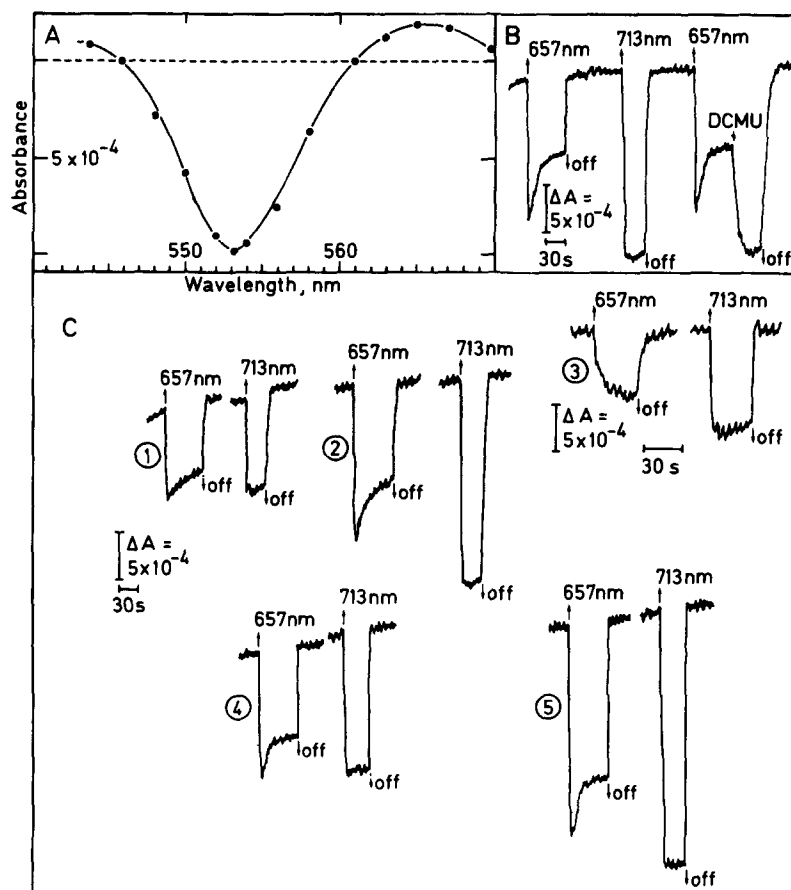 A
Absorbance
5x10⁻⁴
550
560
Wavelength, nm
B
657nm
713nm
657nm
DCMU
off
off
off
ΔA =
5x10⁻⁴
30s
C
657nm
713nm
1
off
off
ΔA =
5x10⁻⁴
30s
657nm
713nm
2
off
off
657nm
713nm
3
off
off
ΔA =
5x10⁻⁴
30 s
657nm
713nm
4
off
off
657nm
713nm
5
off
off